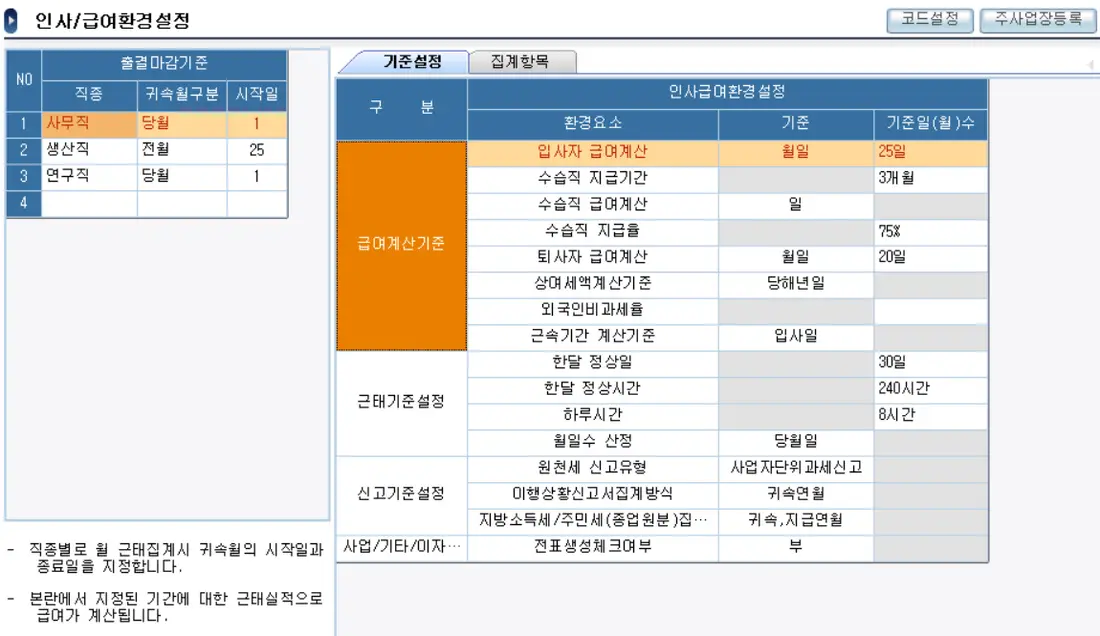 인사/급여환경설정
코드설정 주사업장등록
NO 출결마감기준
직종 귀속월구분 시작일
1 사무직 당월 1
2 생산직 전월 25
3 연구직 당월 1
4
- 직종별로 월 근태집계시 귀속월의 시작일과
종료일을 지정합니다.
- 본란에서 지정된 기간에 대한 근태실적으로
급여가 계산됩니다.
기준설정 집계항목
구 분 인사급여환경설정
환경요소 기준 기준일(월)수
급여계산기준
입사자 급여계산 월일 25일
수습직 지급기간 3개월
수습직 급여계산 일
수습직 지급율 75%
퇴사자 급여계산 월일 20일
상여세액계산기준 당해년일
외국인비과세율
근속기간 계산기준 입사일
근태기준설정
한달 정상일 30일
한달 정상시간 240시간
하루시간 8시간
월일수 산정 당월일
신고기준설정
원천세 신고유형 사업자단위과세신고
이행상황신고서집계방식 귀속연월
지방소득세/주민세(종업원분)집… 귀속,지급연월
사업/기타/이자… 전표생성체크여부 부